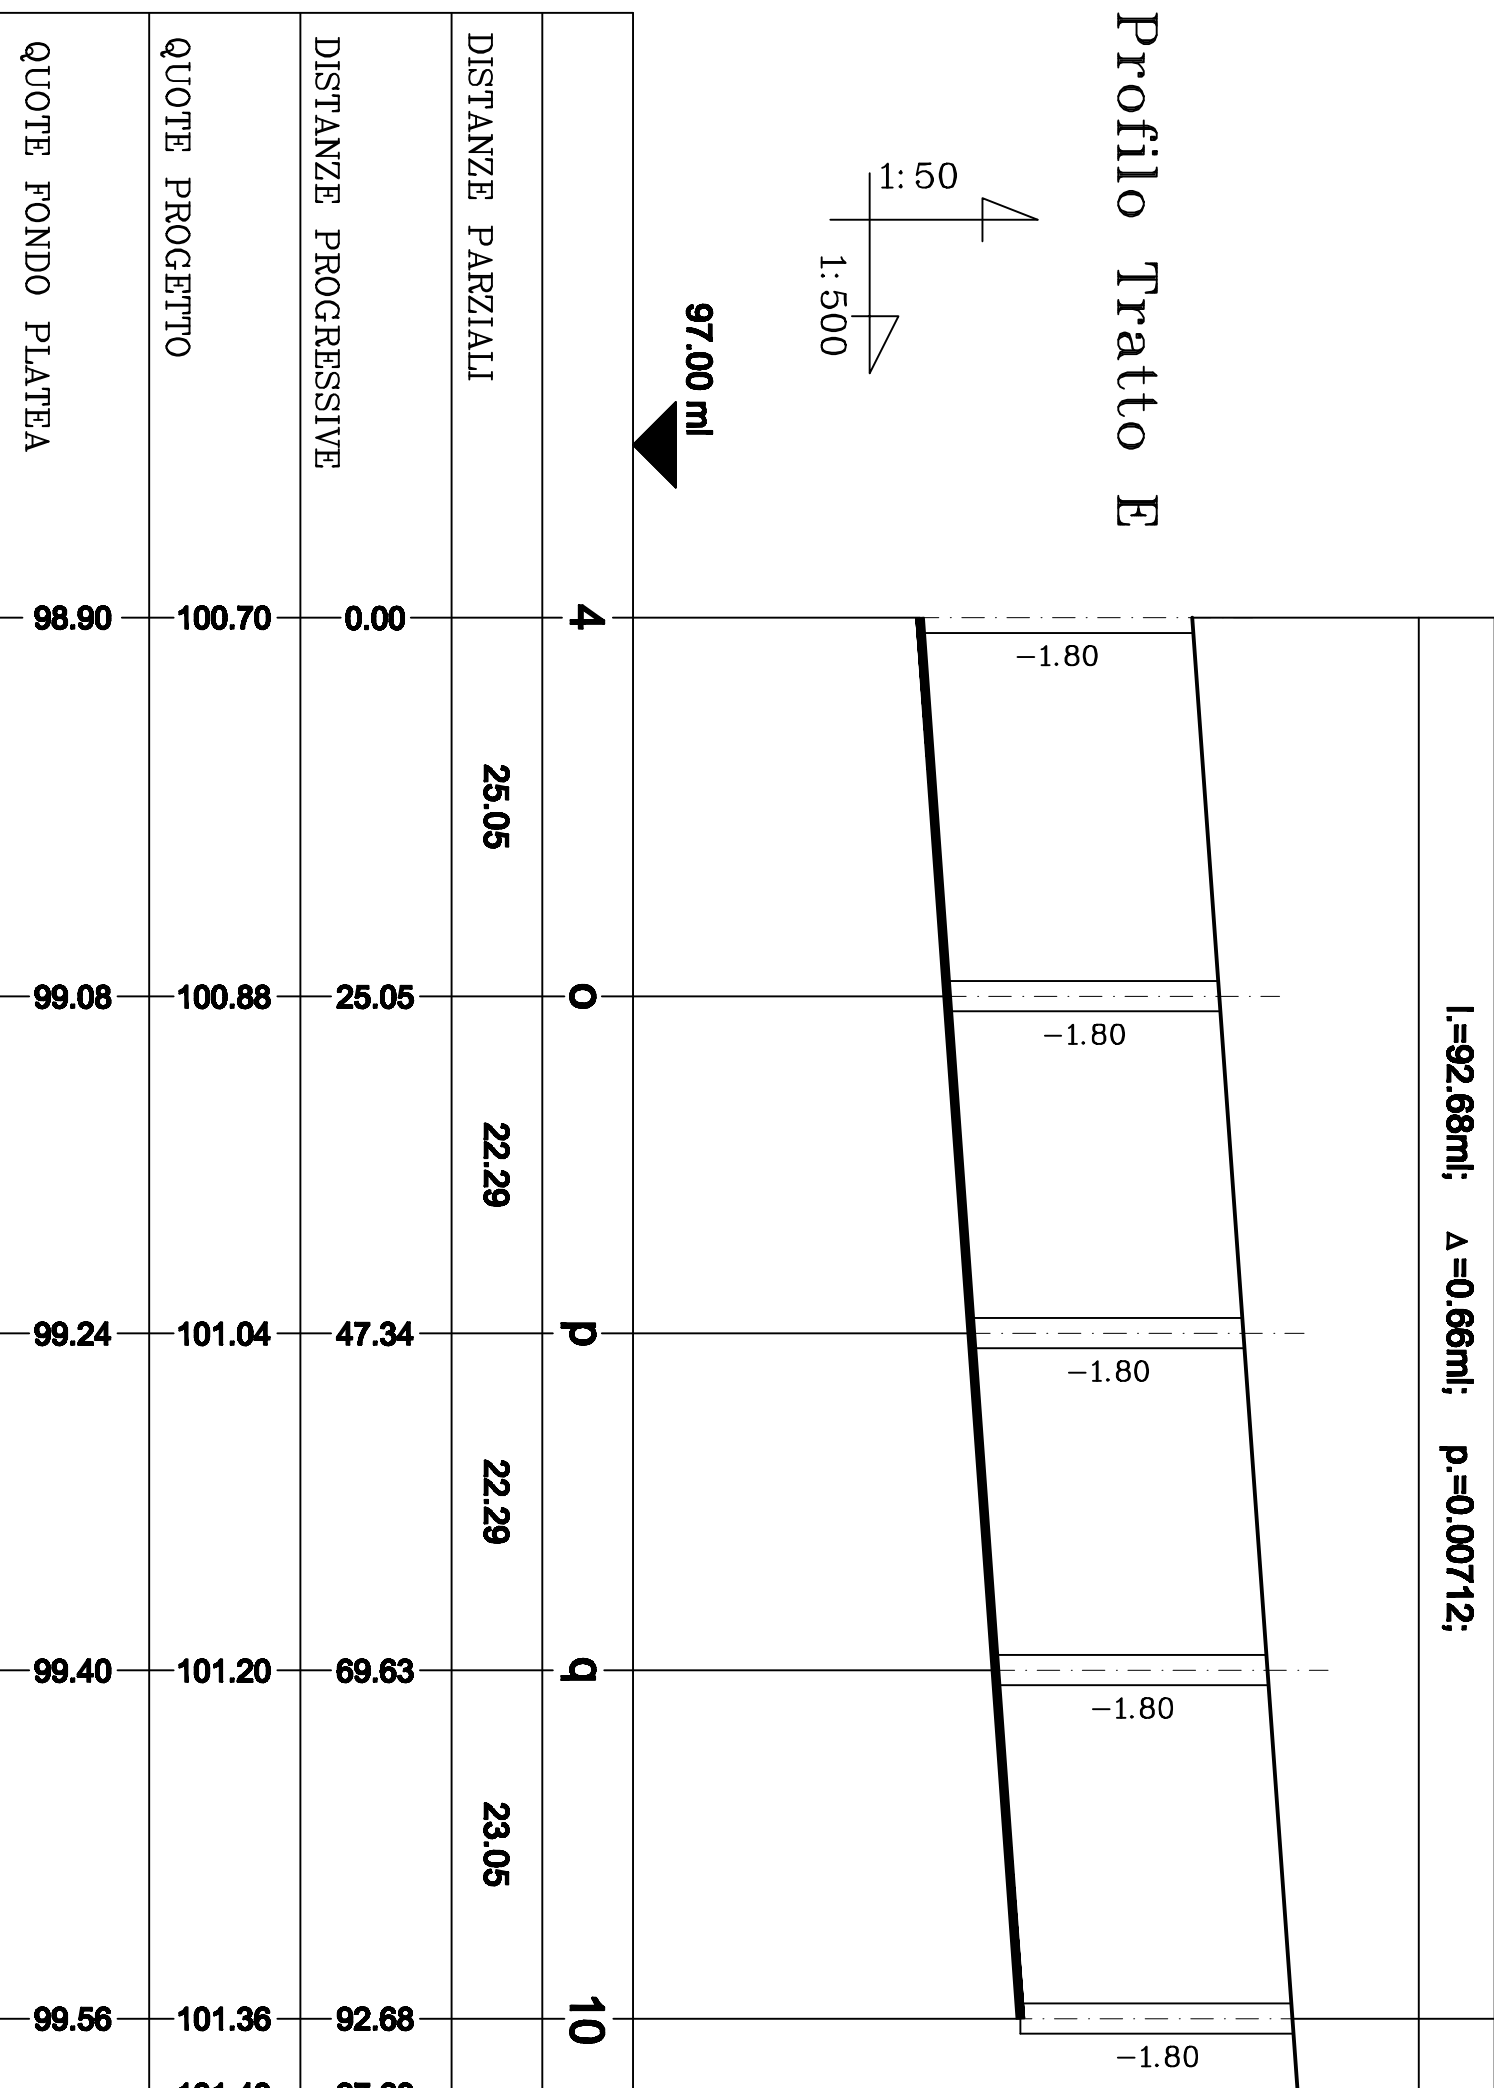 Profilo Tratto E
l.=92.68ml; Δ=0.66ml; p.=0.00712;
1:50
1:500
-1.80
-1.80
-1.80
-1.80
-1.80
97.00 ml
4 o p q 10
DISTANZE PARZIALI 25.05 22.29 22.29 23.05
DISTANZE PROGRESSIVE 0.00 25.05 47.34 69.63 92.68
QUOTE PROGETTO 100.70 100.88 101.04 101.20 101.36
QUOTE FONDO PLATEA 98.90 99.08 99.24 99.40 99.56